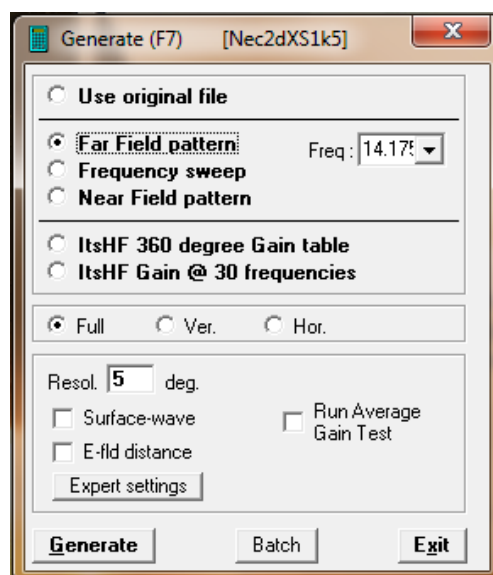 Generate (F7) [Nec2dXS1k5]
Use original file
Far Field pattern Freq : 14.175
Frequency sweep
Near Field pattern
ItsHF 360 degree Gain table
ItsHF Gain @ 30 frequencies
Full Ver. Hor.
Resol. 5 deg.
Surface-wave
Run Average
Gain Test
E-fld distance
Expert settings
Generate Batch Exit